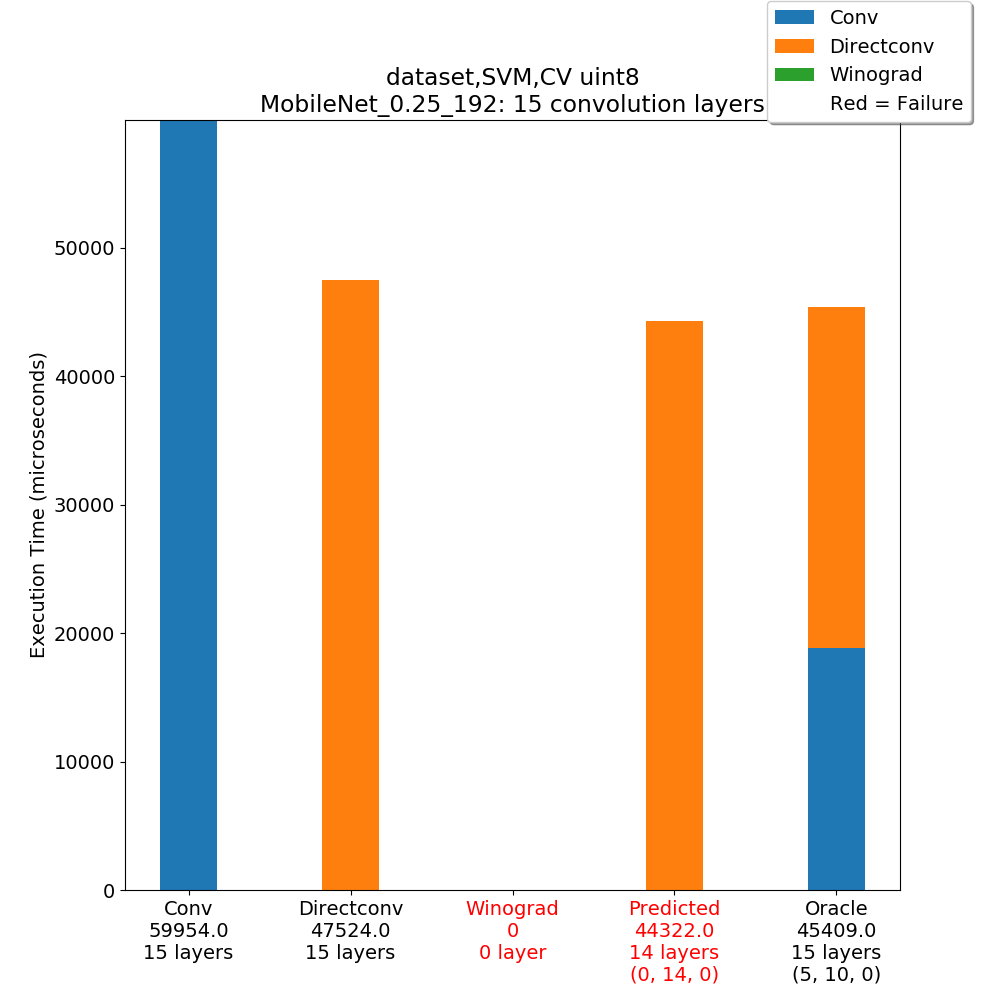 Conv
Directconv
Winograd
Red = Failure
dataset,SVM,CV uint8
MobileNet_0.25_192: 15 convolution layers
Execution Time (microseconds)
50000
40000
30000
20000
10000
0
Conv
59954.0
15 layers
Directconv
47524.0
15 layers
Winograd
0
0 layer
Predicted
44322.0
14 layers
(0, 14, 0)
Oracle
45409.0
15 layers
(5, 10, 0)